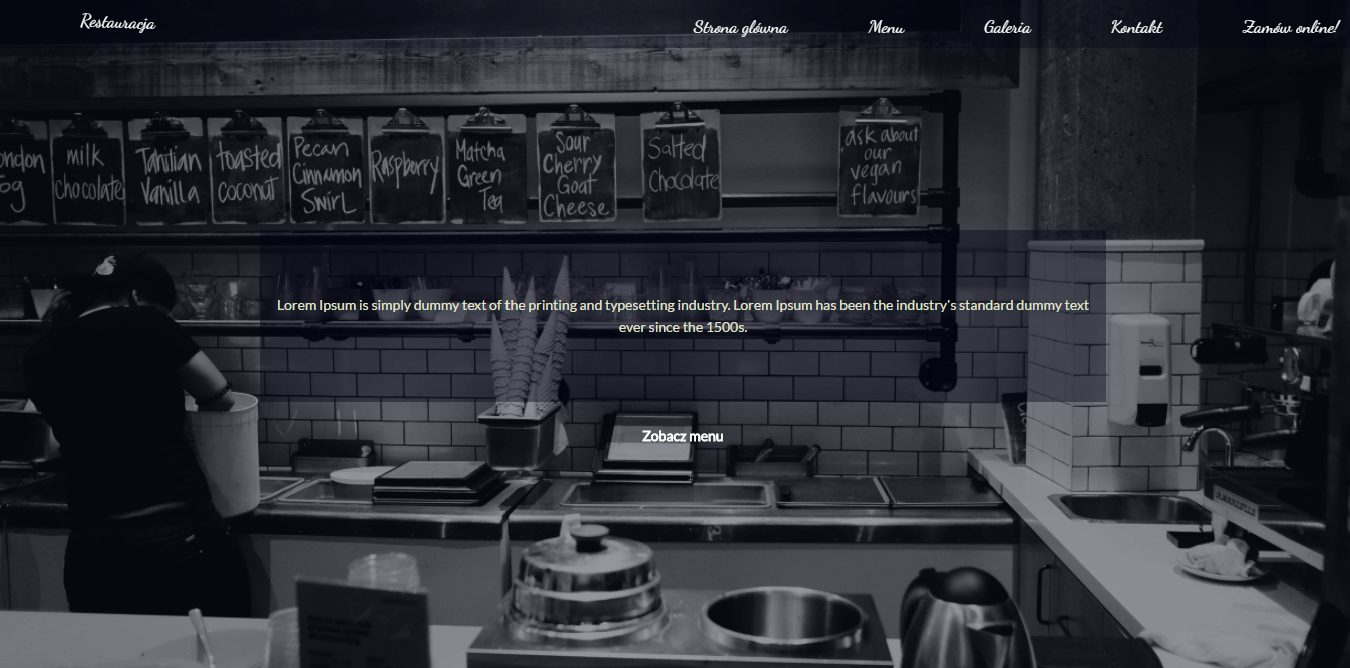 Restauracja
Strona główna Menu Galeria Kontakt Zamów online!
ondon
Fog
milk
chocolate
Tahitian
Vanilla
toasted
coconut
Pecan
Cinnamon
Swirl
Raspberry
Matcha
Green
Tea
Sour
Cherry
Goat
Cheese
Salted
Chocolate
ask about
our
vegan
flavours
Lorem Ipsum is simply dummy text of the printing and typesetting industry. Lorem Ipsum has been the industry's standard dummy text
ever since the 1500s.
Zobacz menu